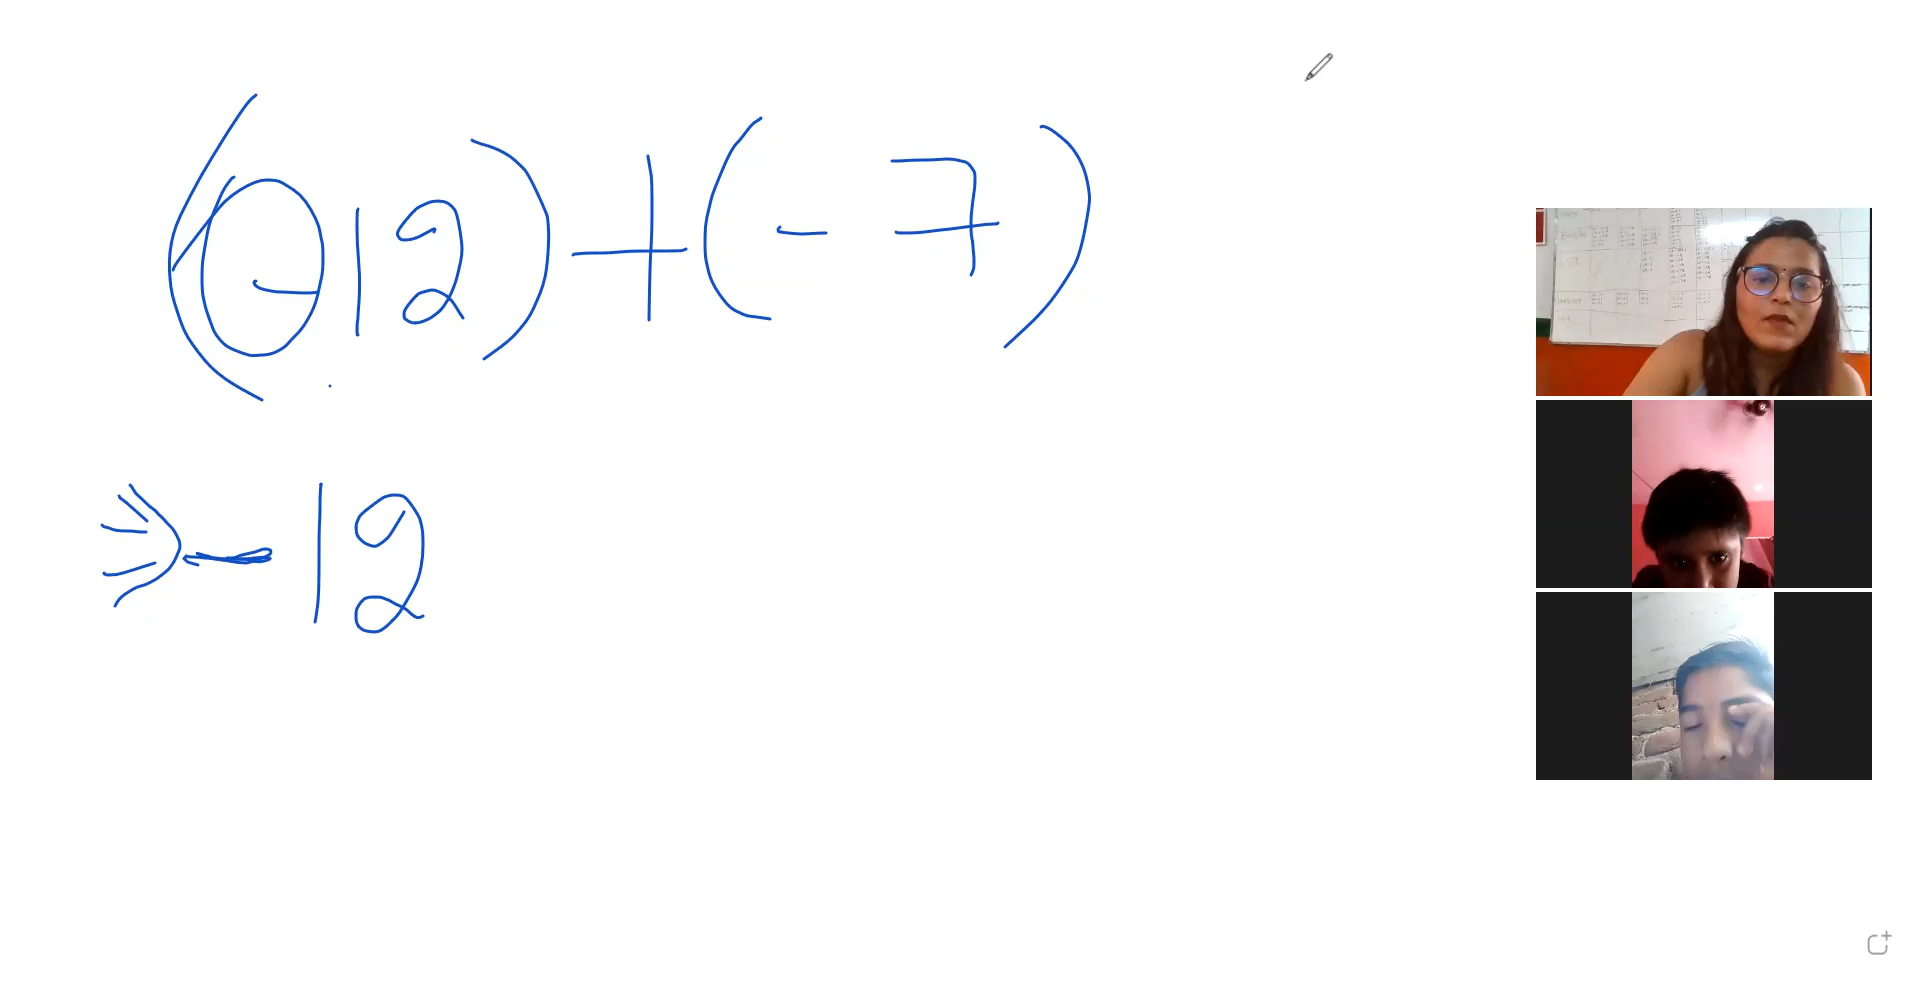 (-12) + (- 7)
- 12